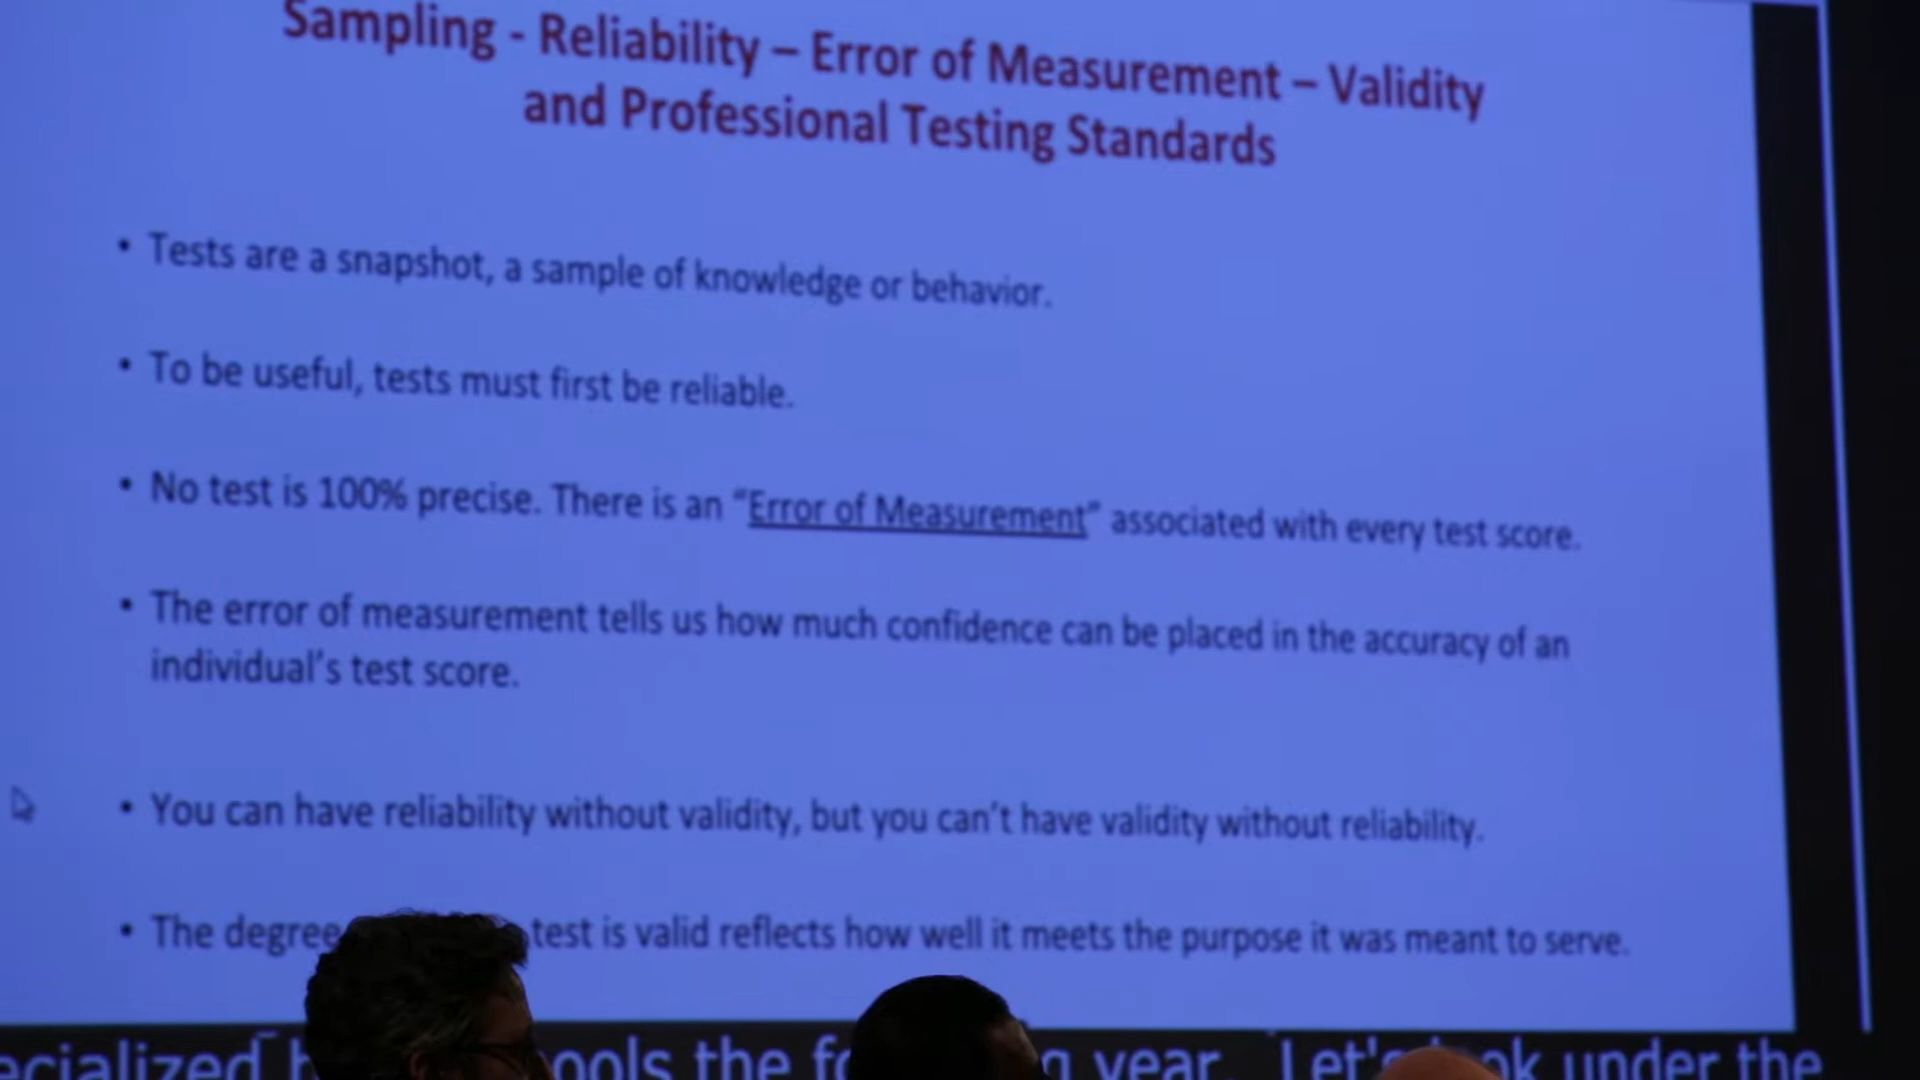 Sampling - Reliability – Error of Measurement – Validity
and Professional Testing Standards
• Tests are a snapshot, a sample of knowledge or behavior.
• To be useful, tests must first be reliable.
• No test is 100% precise. There is an “Error of Measurement” associated with every test score.
• The error of measurement tells us how much confidence can be placed in the accuracy of an
individual’s test score.
• You can have reliability without validity, but you can’t have validity without reliability.
• The degree test is valid reflects how well it meets the purpose it was meant to serve.
ecialized ools the year. Let's under the